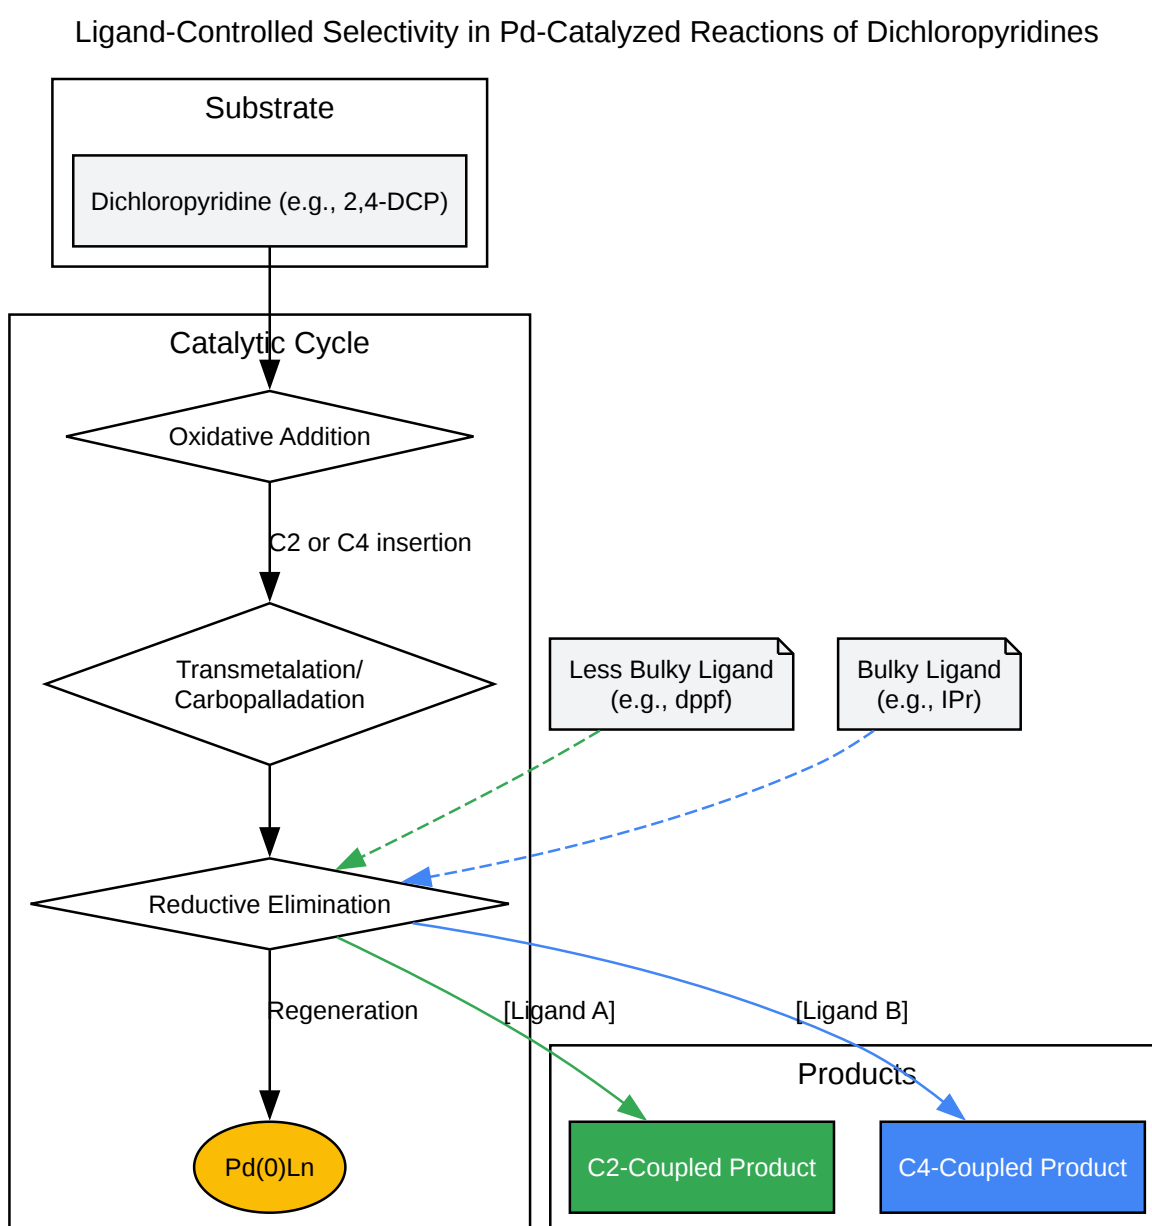 Ligand-Controlled Selectivity in Pd-Catalyzed Reactions of Dichloropyridines
Substrate
Dichloropyridine (e.g., 2,4-DCP)
Catalytic Cycle
Oxidative Addition
C2 or C4 insertion
Transmetalation/
Carbopalladation
Less Bulky Ligand
(e.g., dppf)
Bulky Ligand
(e.g., IPr)
Reductive Elimination
Regeneration
[Ligand A]
[Ligand B]
Products
Pd(0)Ln
C2-Coupled Product
C4-Coupled Product